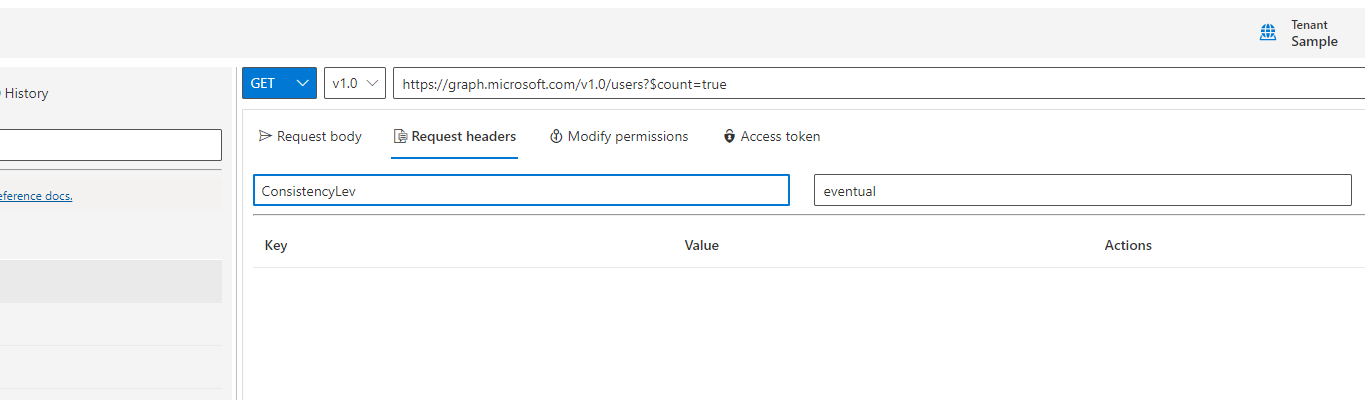 Tenant
Sample
GET
v1.0
https://graph.microsoft.com/v1.0/users?$count=true
History
Request body
Request headers
Modify permissions
Access token
ConsistencyLev
eventual
eference docs.
Key
Value
Actions